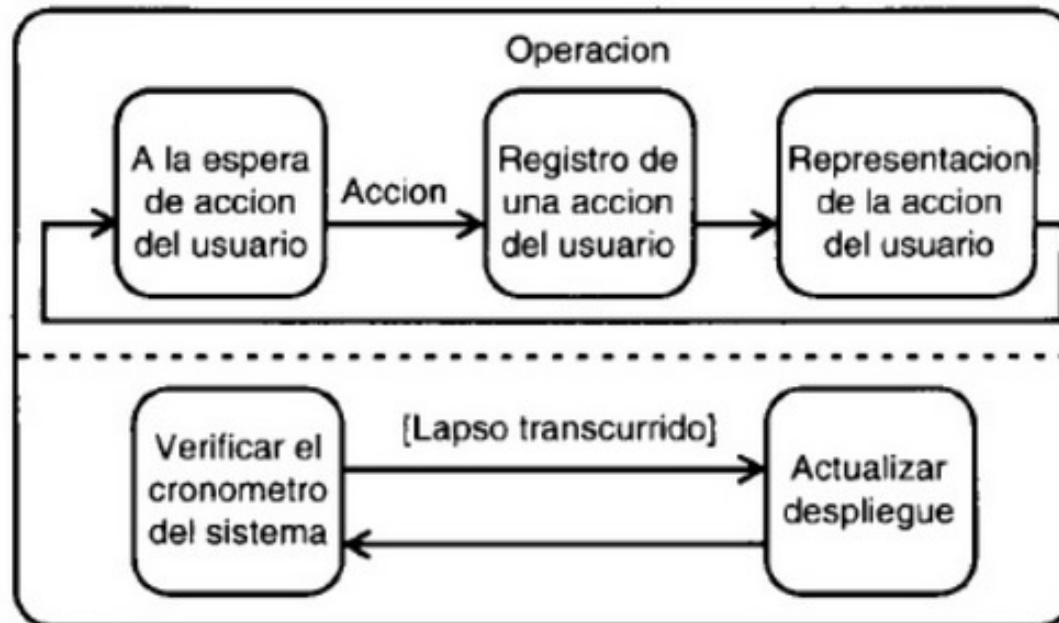 Operacion
A la espera
de accion
del usuario
Accion
Registro de
una accion
del usuario
Representacion
de la accion
del usuario
Verificar el
cronometro
del sistema
[Lapso transcurrido]
Actualizar
despliegue